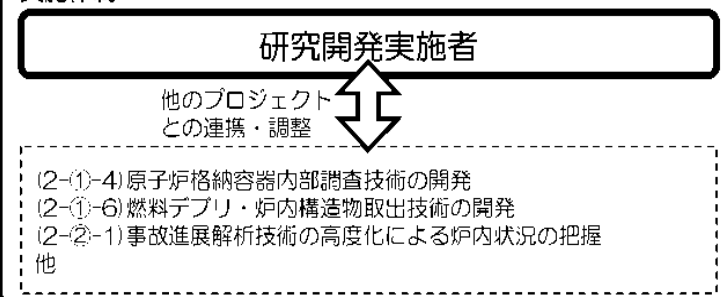 研究開発実施者
他のプロジェクト
との連携・調整
(2-①-4)原子炉格納容器内部調査技術の開発
(2-①-6)燃料デブリ・炉内構造物取出技術の開発
(2-②-1)事故進展解析技術の高度化による炉内状況の把握
他